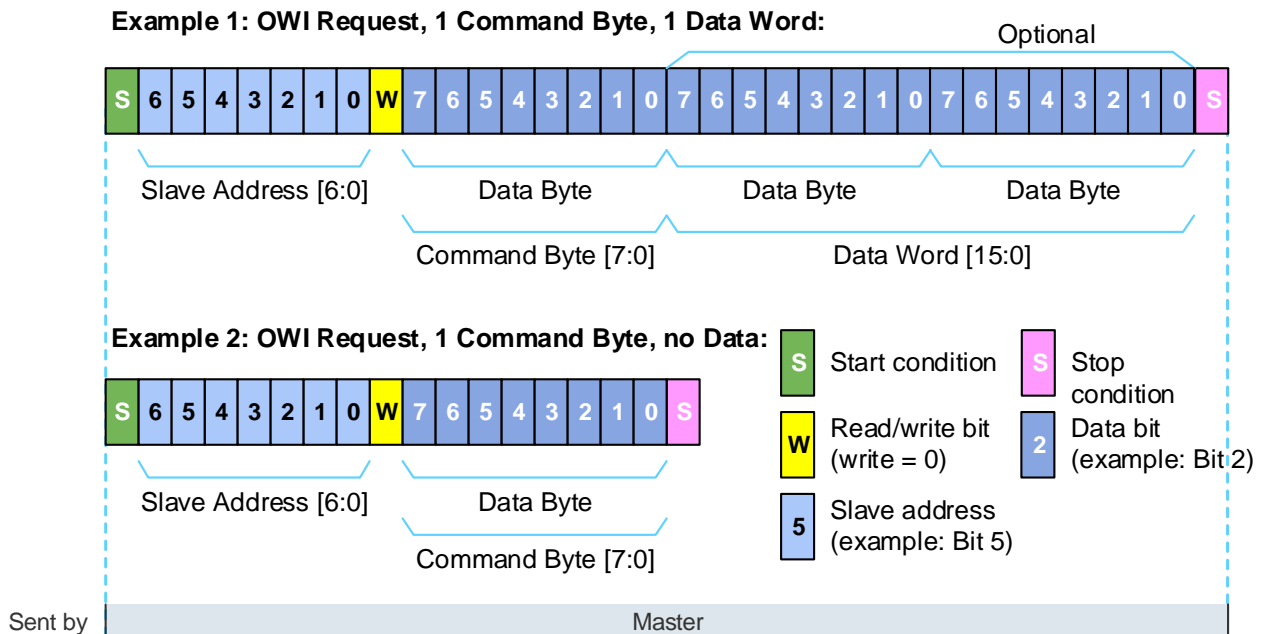 Example 1: OWI Request, 1 Command Byte, 1 Data Word:
Optional
S 6 5 4 3 2 1 0 W 7 6 5 4 3 2 1 0 7 6 5 4 3 2 1 0 7 6 5 4 3 2 1 0 S
Slave Address [6:0] Data Byte Data Byte Data Byte
Command Byte [7:0] Data Word [15:0]
Example 2: OWI Request, 1 Command Byte, no Data:
S 6 5 4 3 2 1 0 W 7 6 5 4 3 2 1 0 S
Slave Address [6:0] Data Byte
Command Byte [7:0]
S Start condition
S Stop
condition
W Read/write bit
(write = 0)
2 Data bit
(example: Bit 2)
5 Slave address
(example: Bit 5)
Sent by Master